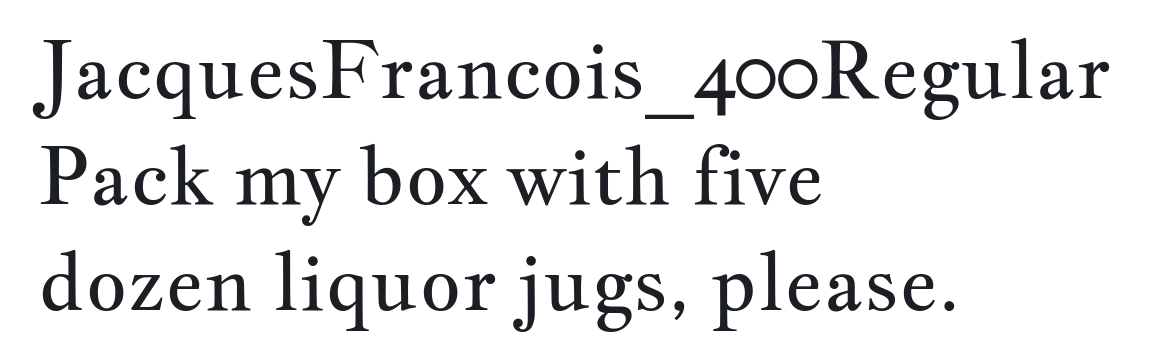 JacquesFrancois_400Regular
Pack my box with five
dozen liquor jugs, please.